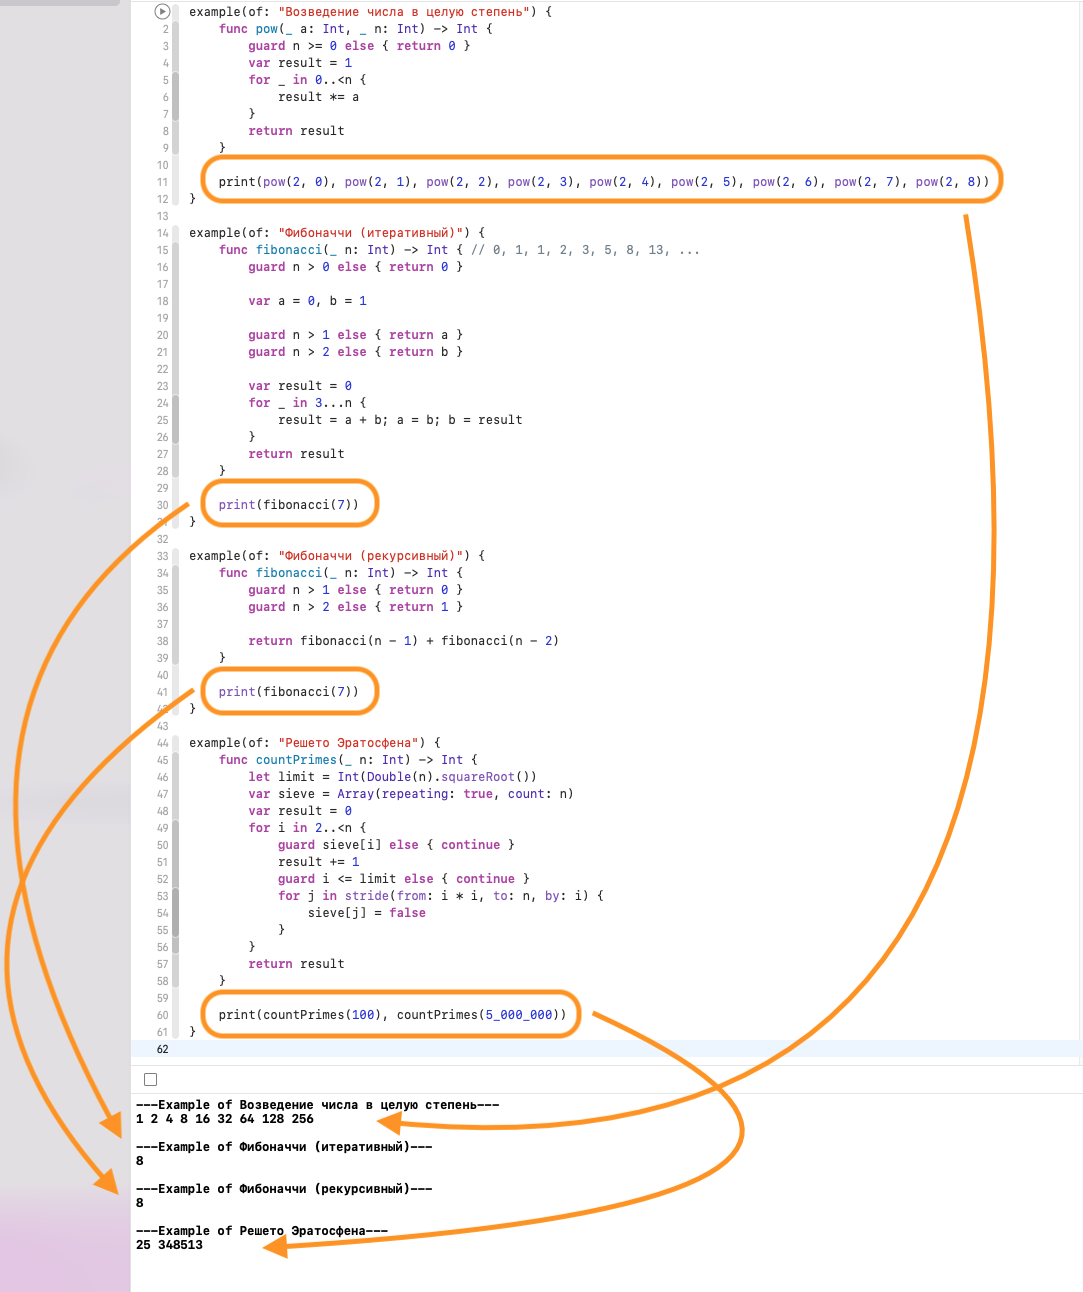 example(of: "Возведение числа в целую степень") {
2 func pow(_ a: Int, _ n: Int) -> Int {
3 guard n >= 0 else { return 0 }
4 var result = 1
5 for _ in 0..<n {
6 result *= a
7 }
8 return result
9 }
10
11 print(pow(2, 0), pow(2, 1), pow(2, 2), pow(2, 3), pow(2, 4), pow(2, 5), pow(2, 6), pow(2, 7), pow(2, 8))
12 }
13
14 example(of: "Фибоначчи (итеративный)") {
15 func fibonacci(_ n: Int) -> Int { // 0, 1, 1, 2, 3, 5, 8, 13, ...
16 guard n > 0 else { return 0 }
17
18 var a = 0, b = 1
19
20 guard n > 1 else { return a }
21 guard n > 2 else { return b }
22
23 var result = 0
24 for _ in 3...n {
25 result = a + b; a = b; b = result
26 }
27 return result
28 }
29
30 print(fibonacci(7))
31 }
32
33 example(of: "Фибоначчи (рекурсивный)") {
34 func fibonacci(_ n: Int) -> Int {
35 guard n > 1 else { return 0 }
36 guard n > 2 else { return 1 }
37
38 return fibonacci(n - 1) + fibonacci(n - 2)
39 }
40
41 print(fibonacci(7))
42 }
43
44 example(of: "Решето Эратосфена") {
45 func countPrimes(_ n: Int) -> Int {
46 let limit = Int(Double(n).squareRoot())
47 var sieve = Array(repeating: true, count: n)
48 var result = 0
49 for i in 2..<n {
50 guard sieve[i] else { continue }
51 result += 1
52 guard i <= limit else { continue }
53 for j in stride(from: i * i, to: n, by: i) {
54 sieve[j] = false
55 }
56 }
57 return result
58 }
59
60 print(countPrimes(100), countPrimes(5_000_000))
61 }
62
---Example of Возведение числа в целую степень---
1 2 4 8 16 32 64 128 256
---Example of Фибоначчи (итеративный)---
8
---Example of Фибоначчи (рекурсивный)---
8
---Example of Решето Эратосфена---
25 348513